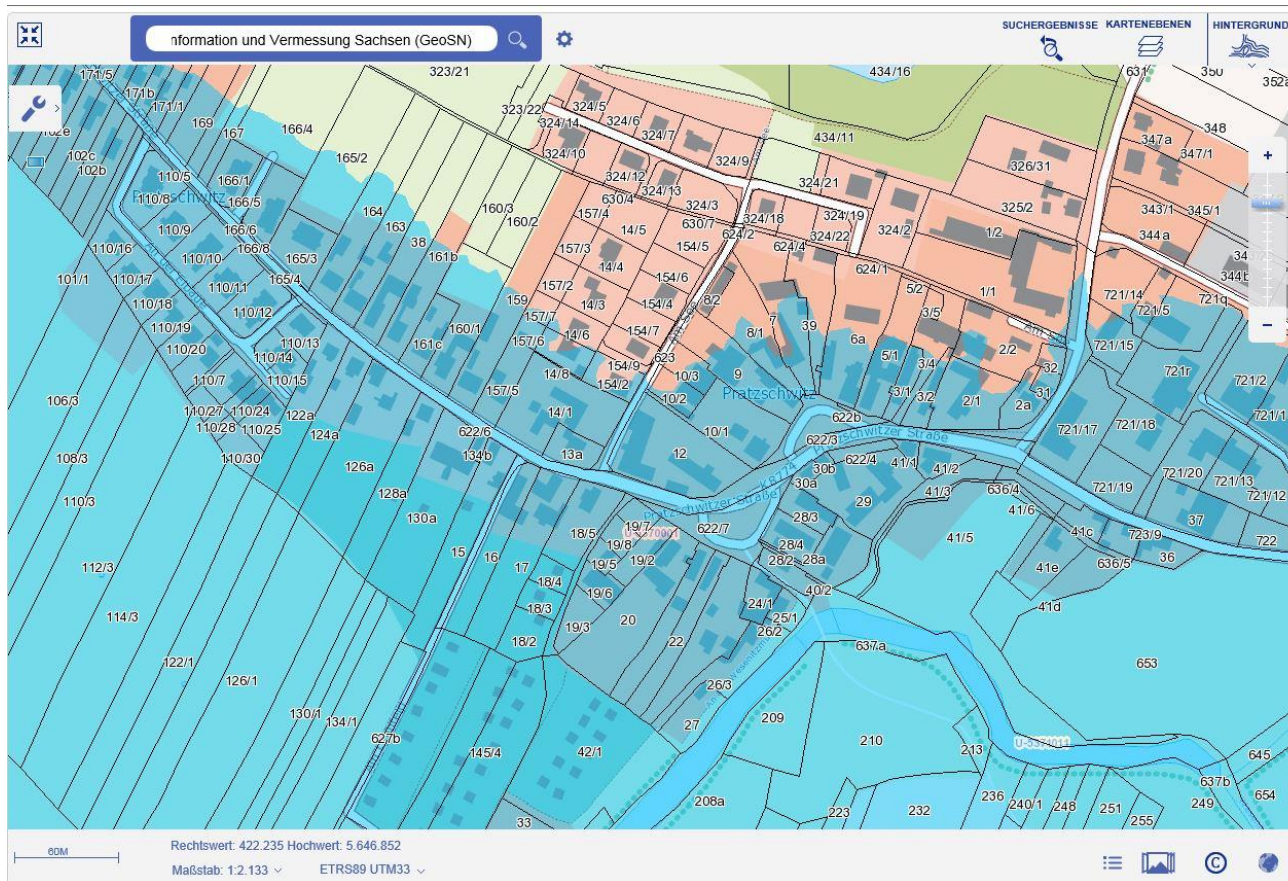 nformation und Vermessung Sachsen (GeoSN)
SUCHERGEBNISSE KARTENEBENEN HINTERGRUND
171/5 323/21 434/16 631 350 352a
171b 171/1 169 167 166/4 323/22 324/5 324/14 324/6 324/7 434/11 347a 348
102e 102c 102b 165/2 324/10 324/9 347/1
110/5 166/1 324/12 324/13 324/21 326/31
Pratzschwitz
110/8 166/5 164 160/3 160/2 630/4 324/3 324/18 324/19 325/2 343/1 345/1
110/9 166/6 163 157/4 14/5 630/7 624/2 324/22 324/2 1/2 344a
110/16 110/10 166/8 165/3 38 161b 157/3 154/5 624/4 624/1 344b
101/1 110/17 110/11 165/4 157/2 14/4 154/6 5/2 1/1 721/14 721q
An der Schäferei
110/18 110/12 159 157/7 14/3 154/4 8/2 7 39 3/5 721/5
110/19 160/1 157/6 14/6 154/7 8/1 6a 2/2 721/15
110/20 110/13 161c 623 5/1 3/4 32 721r
110/14 14/8 154/9 154/2 10/3 9 721/2
106/3 110/7 110/15 157/5 10/2 Pratzschwitz 3/1 3/2 2/1 31 2a
110/27 110/24 122a 14/1 622b 721/17 721/18 721/1
110/28 110/25 124a 622/6 10/1 622/3 Pratzschwitzer Straße
108/3 110/30 126a 134b 13a 12 30b 622/4 41/1 41/2 721/20 721/13
K 8774
110/3 128a 30a 41/3 636/4 721/19 721/12
Pratzschwitzer Straße
130a 18/5 19/7 622/7 28/3 29 41/6 37
U-5370001
15 16 19/8 19/2 28/4 41/5 41c 723/9 722
112/3 17 19/5 28/2 28a 41e 636/5 36
18/4 19/6 40/2
114/3 18/3 19/3 20 24/1 25/1 41d
18/2 22 26/2 637a
122/1 126/1 26/3 653
130/1 134/1 27 209 210 213 U-5371011
627b 145/4 42/1 645
637b
33 208a 223 232 236 240/1 248 251 255 249 654
60M
Rechtswert: 422.235 Hochwert: 5.646.852
Maßstab: 1:2.133 ETRS89 UTM33